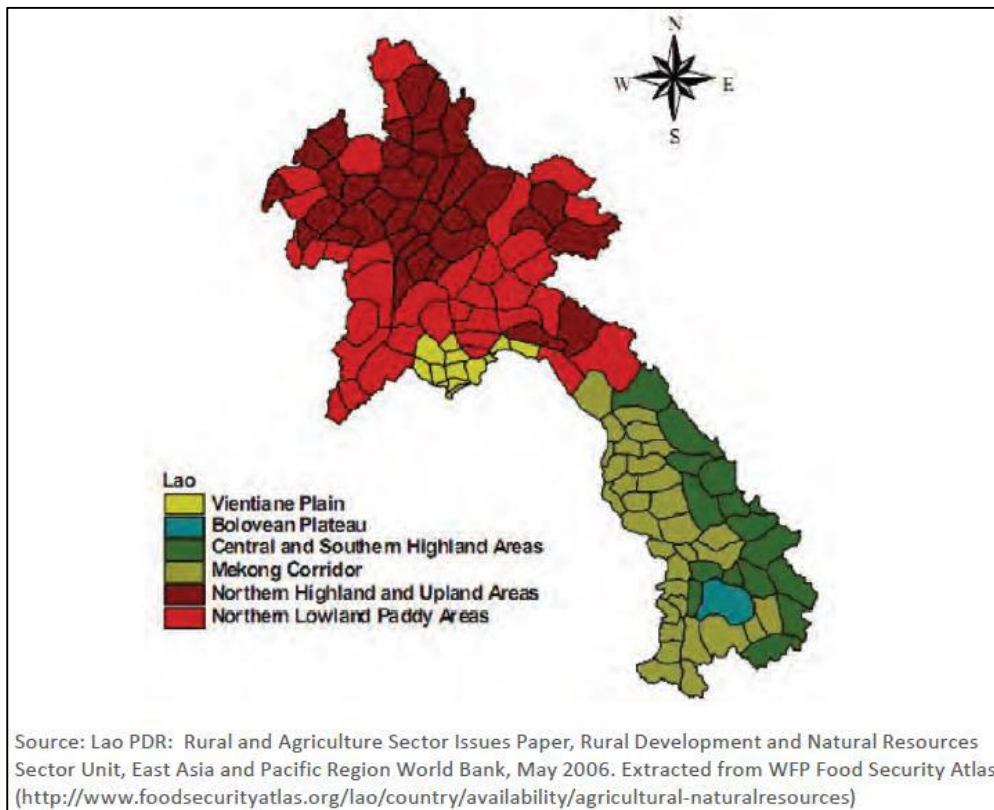 N
W E
S
Lao
Vientiane Plain
Bolovean Plateau
Central and Southern Highland Areas
Mekong Corridor
Northern Highland and Upland Areas
Northern Lowland Paddy Areas
Source: Lao PDR: Rural and Agriculture Sector Issues Paper, Rural Development and Natural Resources
Sector Unit, East Asia and Pacific Region World Bank, May 2006. Extracted from WFP Food Security Atlas
(http://www.foodsecurityatlas.org/lao/country/availability/agricultural-naturalresources)